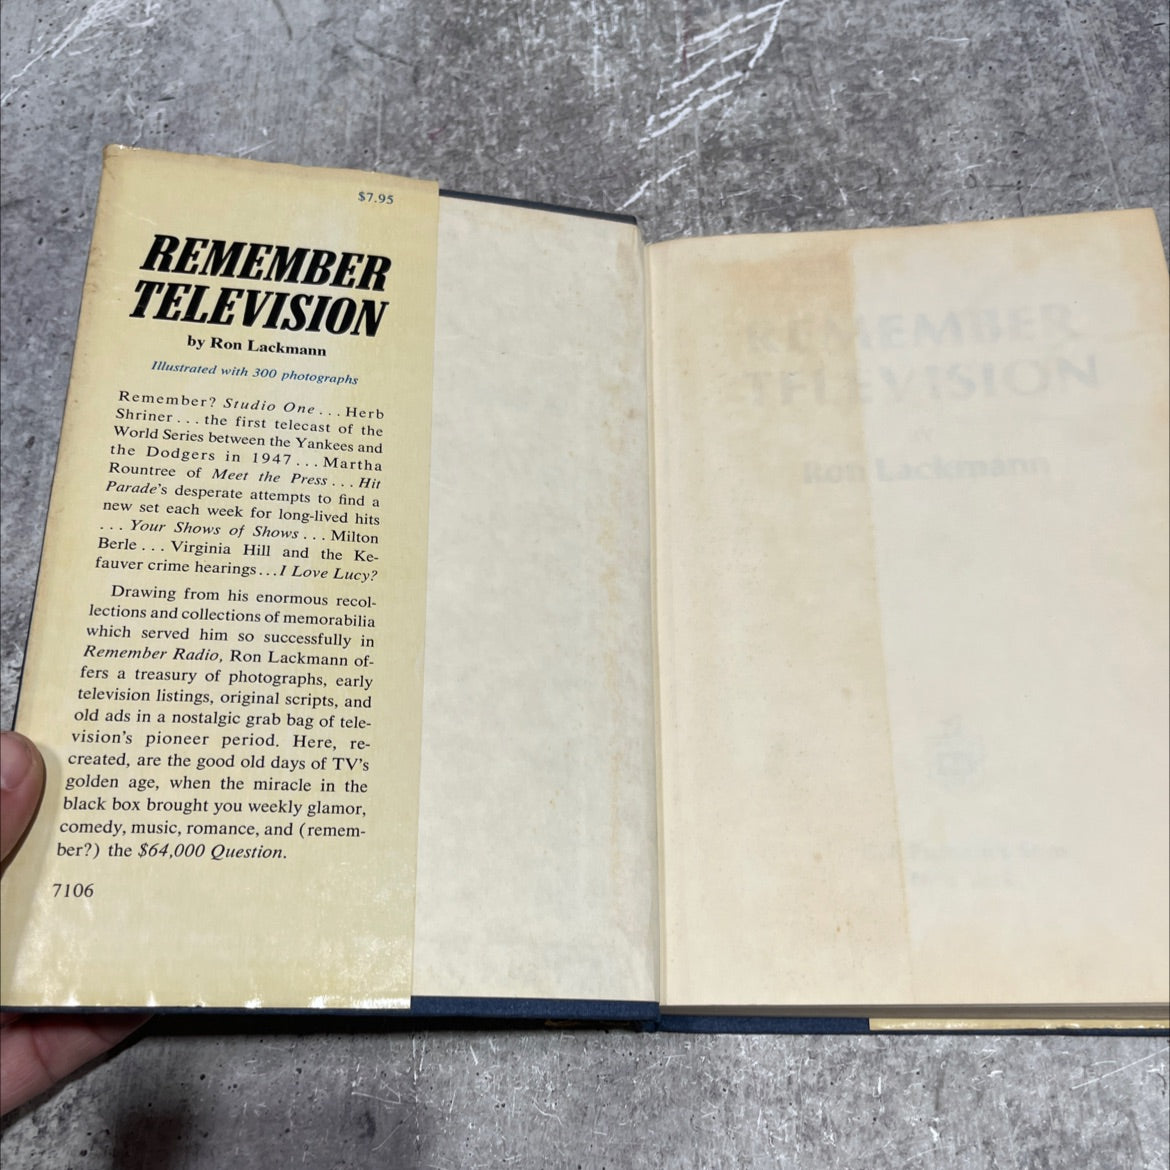 $7.95
REMEMBER
TELEVISION
by Ron Lackmann
Illustrated with 300 photographs
Remember? Studio One . . . Herb
Shriner . . . the first telecast of the
World Series between the Yankees and
the Dodgers in 1947 . . . Martha
Rountree of Meet the Press . . . Hit
Parade's desperate attempts to find a
new set each week for long-lived hits
. . . Your Shows of Shows . . . Milton
Berle . . . Virginia Hill and the Ke-
fauver crime hearings . . . I Love Lucy?
Drawing from his enormous recol-
lections and collections of memorabilia
which served him so successfully in
Remember Radio, Ron Lackmann of-
fers a treasury of photographs, early
television listings, original scripts, and
old ads in a nostalgic grab bag of tele-
vision's pioneer period. Here, re-
created, are the good old days of TV's
golden age, when the miracle in the
black box brought you weekly glamor,
comedy, music, romance, and (remem-
ber?) the $64,000 Question.
7106
REMEMBER
TELEVISION
Ron Lackmann